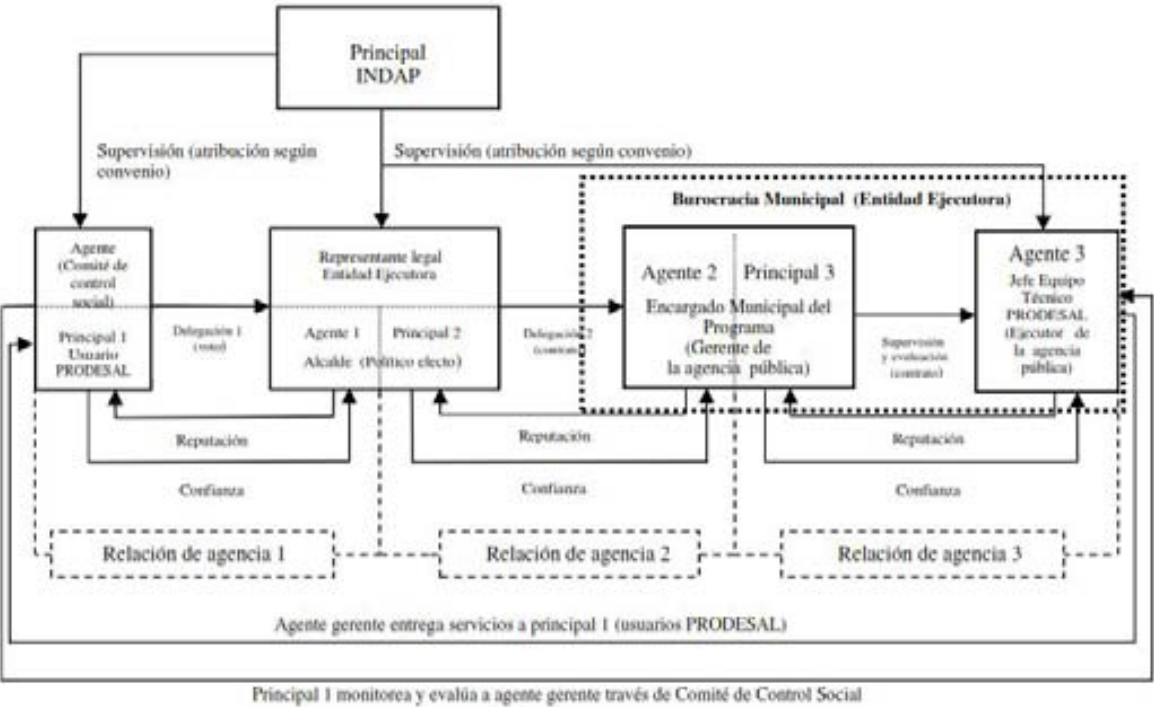 Principal
INDAP
Supervisión (atribución según
convenio)
Supervisión (atribución según convenio)
Burocracia Municipal (Entidad Ejecutora)
Agente
(Comité de
control
social)
Principal 1
Usuario
PRODESAL
Delegación 1
(voto)
Representante legal
Entidad Ejecutora
Agente 1
Principal 2
Alcalde (Político electo)
Delegación 2
(contrato)
Agente 2
Principal 3
Encargado Municipal del
Programa
(Gerente de
la agencia pública)
Supervisión
y evaluación
(contrato)
Agente 3
Jefe Equipo
Técnico
PRODESAL
(Ejecutor de
la agencia
pública)
Reputación
Reputación
Reputación
Confianza
Confianza
Confianza
Relación de agencia 1
Relación de agencia 2
Relación de agencia 3
Agente gerente entrega servicios a principal 1 (usuarios PRODESAL)
Principal 1 monitorea y evalúa a agente gerente través de Comité de Control Social